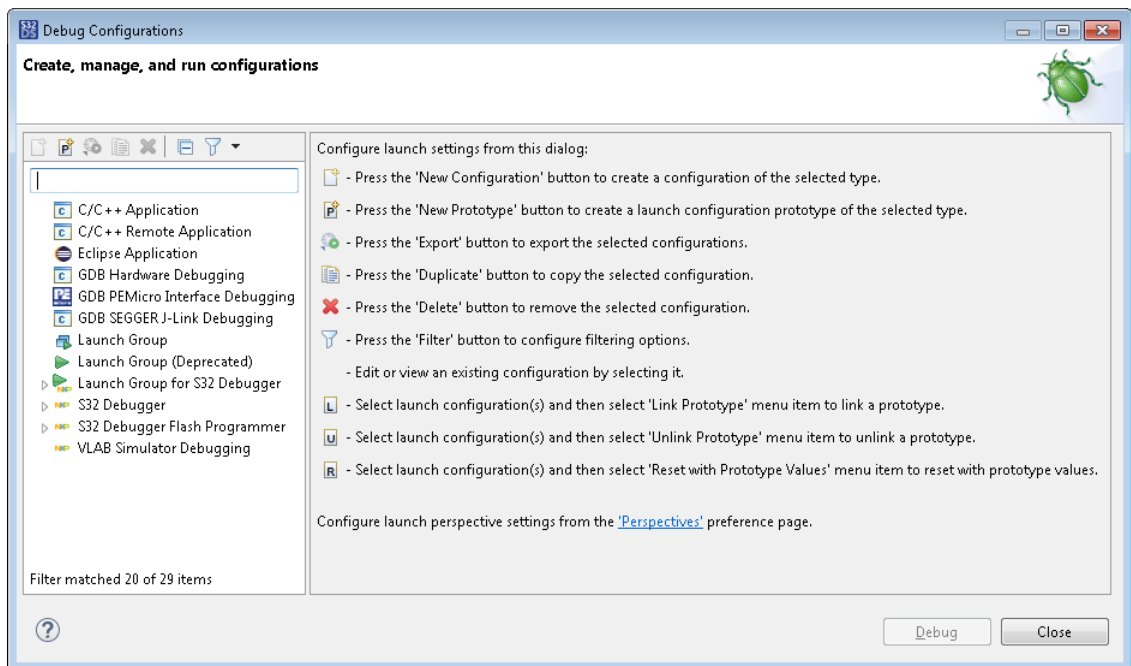 Debug Configurations
Create, manage, and run configurations
C/C++ Application
C/C++ Remote Application
Eclipse Application
GDB Hardware Debugging
GDB PEMicro Interface Debugging
GDB SEGGER J-Link Debugging
Launch Group
Launch Group (Deprecated)
Launch Group for S32 Debugger
S32 Debugger
S32 Debugger Flash Programmer
VLAB Simulator Debugging
Filter matched 20 of 29 items
Configure launch settings from this dialog:
- Press the 'New Configuration' button to create a configuration of the selected type.
P - Press the 'New Prototype' button to create a launch configuration prototype of the selected type.
- Press the 'Export' button to export the selected configurations.
- Press the 'Duplicate' button to copy the selected configuration.
- Press the 'Delete' button to remove the selected configuration.
- Press the 'Filter' button to configure filtering options.
- Edit or view an existing configuration by selecting it.
L - Select launch configuration(s) and then select 'Link Prototype' menu item to link a prototype.
U - Select launch configuration(s) and then select 'Unlink Prototype' menu item to unlink a prototype.
R - Select launch configuration(s) and then select 'Reset with Prototype Values' menu item to reset with prototype values.
Configure launch perspective settings from the 'Perspectives' preference page.
?
Debug
Close